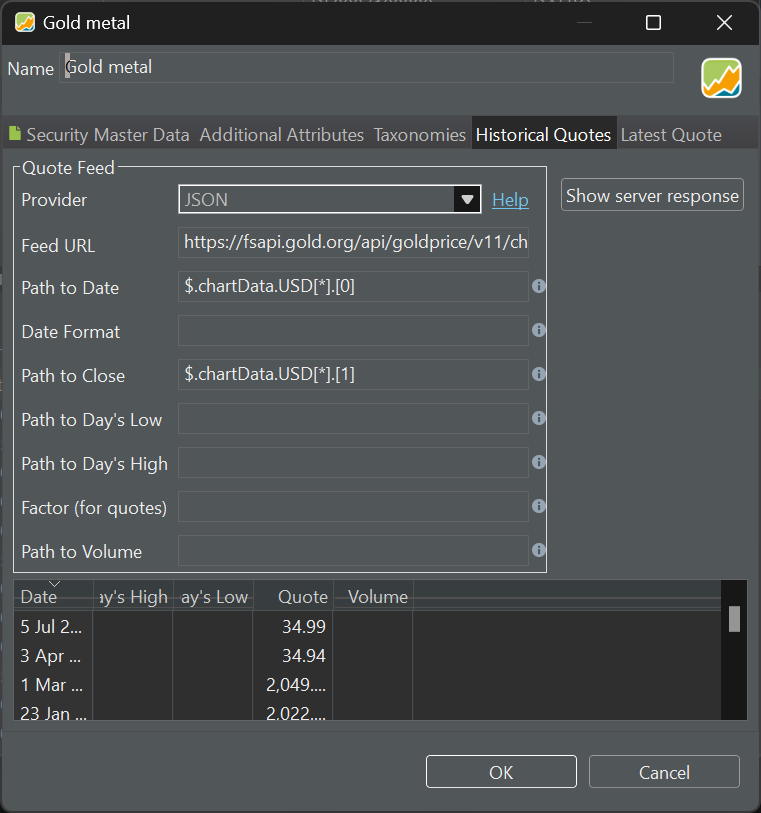 Gold metal
Name Gold metal
Security Master Data Additional Attributes Taxonomies Historical Quotes Latest Quote
Quote Feed
Provider JSON Help Show server response
Feed URL https://fsapi.gold.org/api/goldprice/v11/ch
Path to Date $.chartData.USD[*].[0]
Date Format
Path to Close $.chartData.USD[*].[1]
Path to Day's Low
Path to Day's High
Factor (for quotes)
Path to Volume
Date ay's High ay's Low Quote Volume
5 Jul 2... 34.99
3 Apr ... 34.94
1 Mar ... 2,049....
23 Jan ... 2,022....
OK Cancel